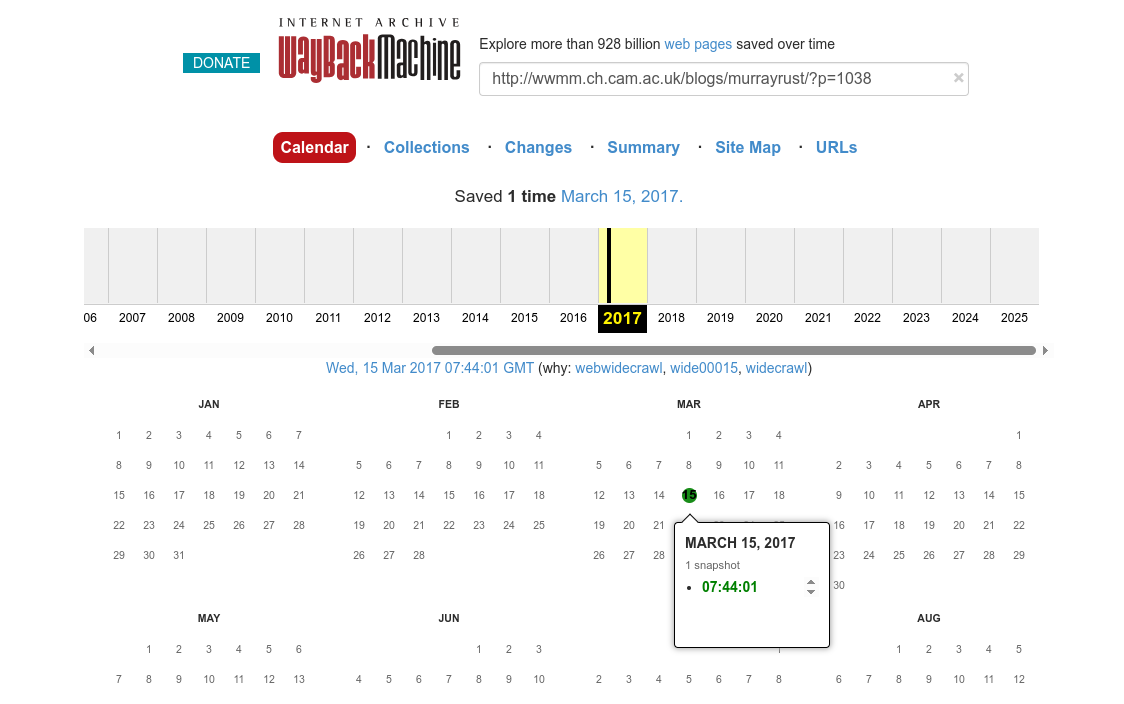 INTERNET ARCHIVE
WayBackMachine
DONATE
Explore more than 928 billion web pages saved over time
http://wwmm.ch.cam.ac.uk/blogs/murrayrust/?p=1038
×
Calendar · Collections · Changes · Summary · Site Map · URLs
Saved 1 time March 15, 2017.
06 2007 2008 2009 2010 2011 2012 2013 2014 2015 2016 2017 2018 2019 2020 2021 2022 2023 2024 2025
Wed, 15 Mar 2017 07:44:01 GMT (why: webwidecrawl, wide00015, widecrawl)
JAN
1 2 3 4 5 6 7
8 9 10 11 12 13 14
15 16 17 18 19 20 21
22 23 24 25 26 27 28
29 30 31
FEB
1 2 3 4
5 6 7 8 9 10 11
12 13 14 15 16 17 18
19 20 21 22 23 24 25
26 27 28
MAR
1 2 3 4
5 6 7 8 9 10 11
12 13 14 15 16 17 18
19 20 21
26 27 28
MARCH 15, 2017
1 snapshot
• 07:44:01
APR
1
2 3 4 5 6 7 8
9 10 11 12 13 14 15
16 17 18 19 20 21 22
23 24 25 26 27 28 29
30
MAY
1 2 3 4 5 6
7 8 9 10 11 12 13
JUN
1 2 3
4 5 6 7 8 9 10
2 3 4 5 6 7 8
AUG
1 2 3 4 5
6 7 8 9 10 11 12